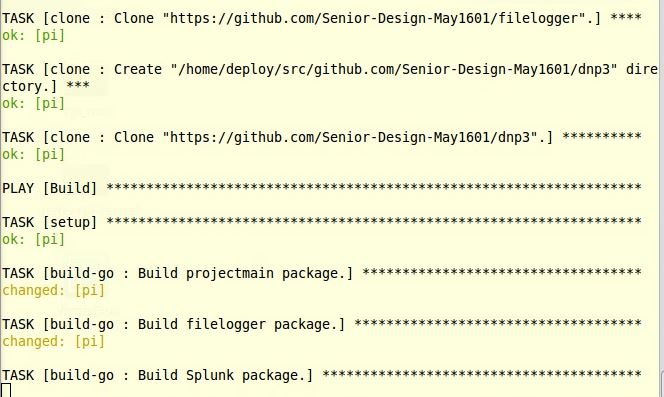 TASK [clone : Clone "https://github.com/Senior-Design-May1601/filelogger".] ****
ok: [pi]
TASK [clone : Create "/home/deploy/src/github.com/Senior-Design-May1601/dnp3" dire
ctory.] ***
ok: [pi]
TASK [clone : Clone "https://github.com/Senior-Design-May1601/dnp3".] **********
ok: [pi]
PLAY [Build] *******************************************************************
TASK [setup] *******************************************************************
ok: [pi]
TASK [build-go : Build projectmain package.] ***********************************
changed: [pi]
TASK [build-go : Build filelogger package.] ************************************
changed: [pi]
TASK [build-go : Build Splunk package.] ****************************************